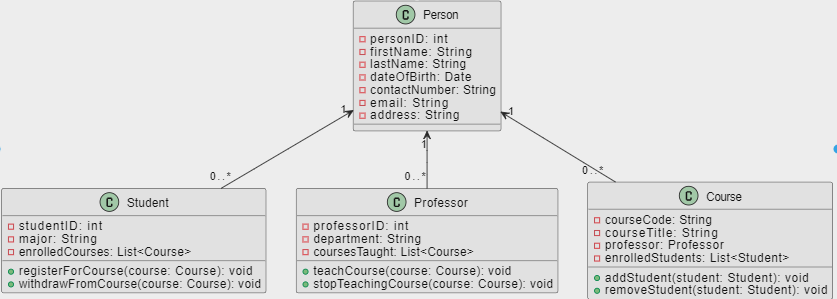 C Person
personID: int
firstName: String
lastName: String
dateOfBirth: Date
contactNumber: String
email: String
address: String
1
1
1
0..*
0..*
0..*
C Student
studentID: int
major: String
enrolledCourses: List<Course>
registerForCourse(course: Course): void
withdrawFromCourse(course: Course): void
C Professor
professorID: int
department: String
coursesTaught: List<Course>
teachCourse(course: Course): void
stopTeachingCourse(course: Course): void
C Course
courseCode: String
courseTitle: String
professor: Professor
enrolledStudents: List<Student>
addStudent(student: Student): void
removeStudent(student: Student): void